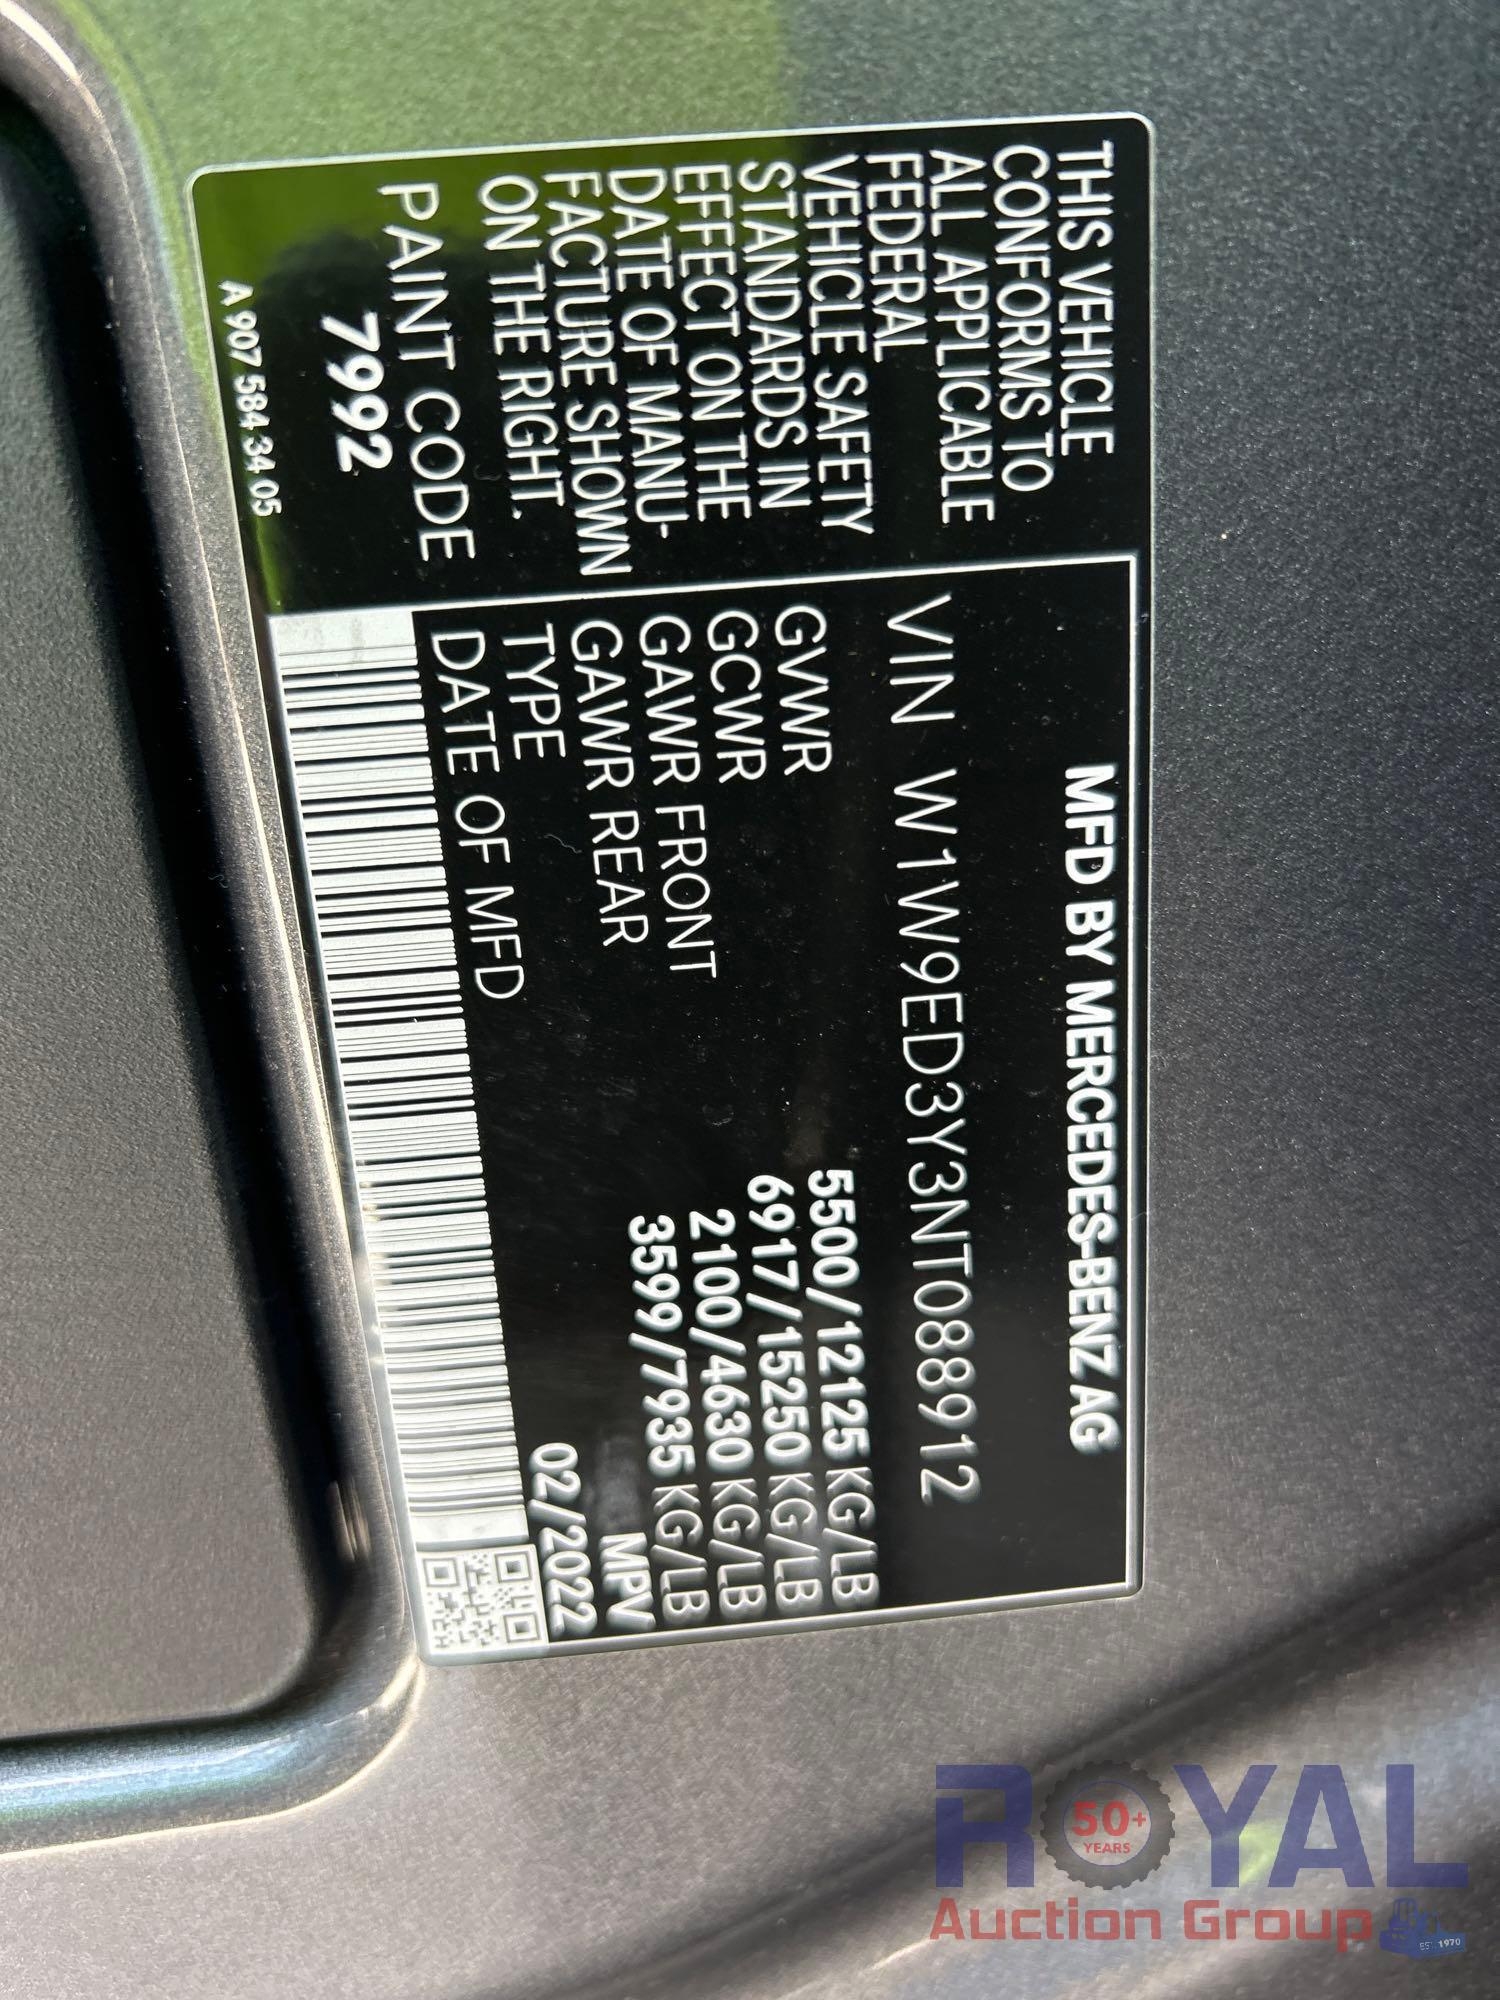 THIS VEHICLE
CONFORMS TO
ALL APPLICABLE
FEDERAL
VEHICLE SAFETY
STANDARDS IN
EFFECT ON THE
DATE OF MANU-
FACTURE SHOWN
ON THE RIGHT.
PAINT CODE
7992
A 907 584 34 05
MFD BY MERCEDES-BENZ AG
VIN W1W9ED3Y3NT088912
GVWR 5500/12125 KG/LB
GCWR 6917/15250 KG/LB
GAWR FRONT 2100/4630 KG/LB
GAWR REAR 3599/7935 KG/LB
TYPE MPV
DATE OF MFD 02/2022
ROYAL
50+
YEARS
Auction Group
EST. 1970